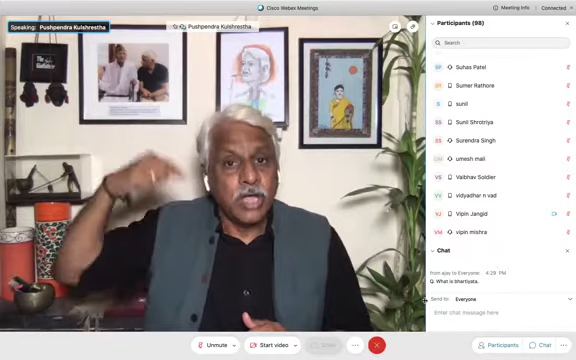 Cisco Webex Meetings
Meeting Info
Connected
Speaking: Pushpendra Kulshrestha
Pushpendra Kulshrestha
The
Godfather
Participants (98)
Search
SP Suhas Patel
Sumer Rathore
S sunil
SS Sunil Shrotriya
SS Surendra Singh
UM umesh mali
VS Vaibhav Soldier
VV vidyadhar n vad
VJ Vipin Jangid
VM vipin mishra
Chat
from ajay to Everyone: 4:29 PM
Q. What is bhartiyata.
Send to: Everyone
Enter chat message here
Unmute
Start video
Participants
Chat